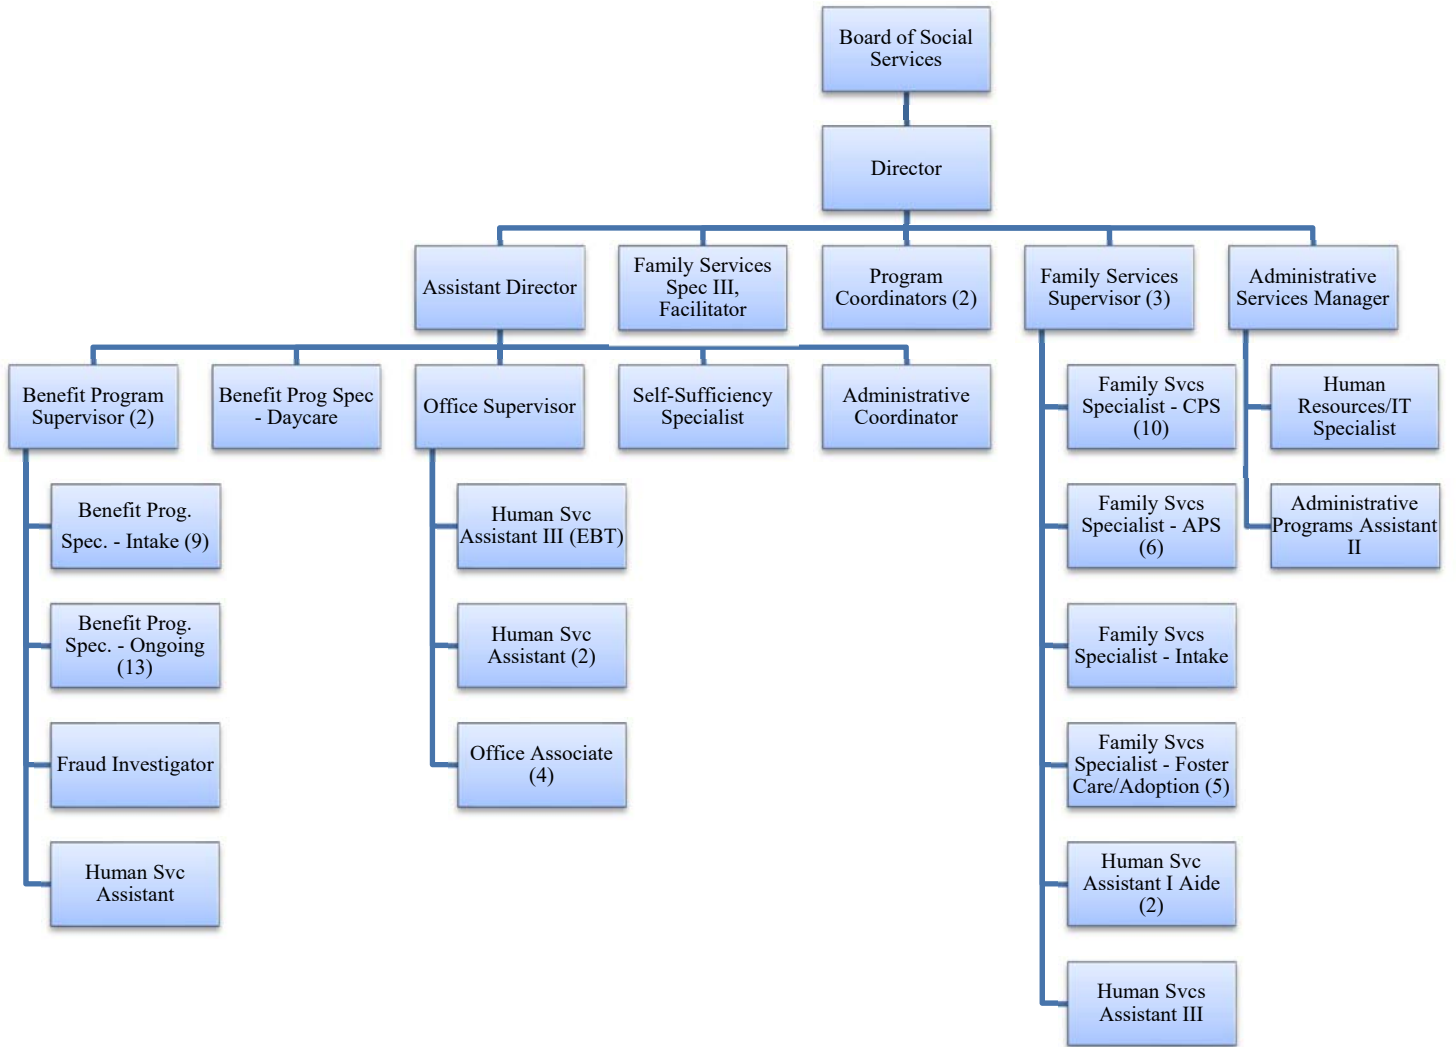 Board of Social
Services
Director
Assistant Director
Family Services
Spec III,
Facilitator
Program
Coordinators (2)
Family Services
Supervisor (3)
Administrative
Services Manager
Benefit Program
Supervisor (2)
Benefit Prog Spec
- Daycare
Office Supervisor
Self-Sufficiency
Specialist
Administrative
Coordinator
Family Svcs
Specialist - CPS
(10)
Human
Resources/IT
Specialist
Benefit Prog.
Spec. - Intake (9)
Human Svc
Assistant III (EBT)
Family Svcs
Specialist - APS
(6)
Administrative
Programs Assistant
II
Benefit Prog.
Spec. - Ongoing
(13)
Human Svc
Assistant (2)
Family Svcs
Specialist - Intake
Fraud Investigator
Office Associate
(4)
Family Svcs
Specialist - Foster
Care/Adoption (5)
Human Svc
Assistant
Human Svc
Assistant I Aide
(2)
Human Svcs
Assistant III